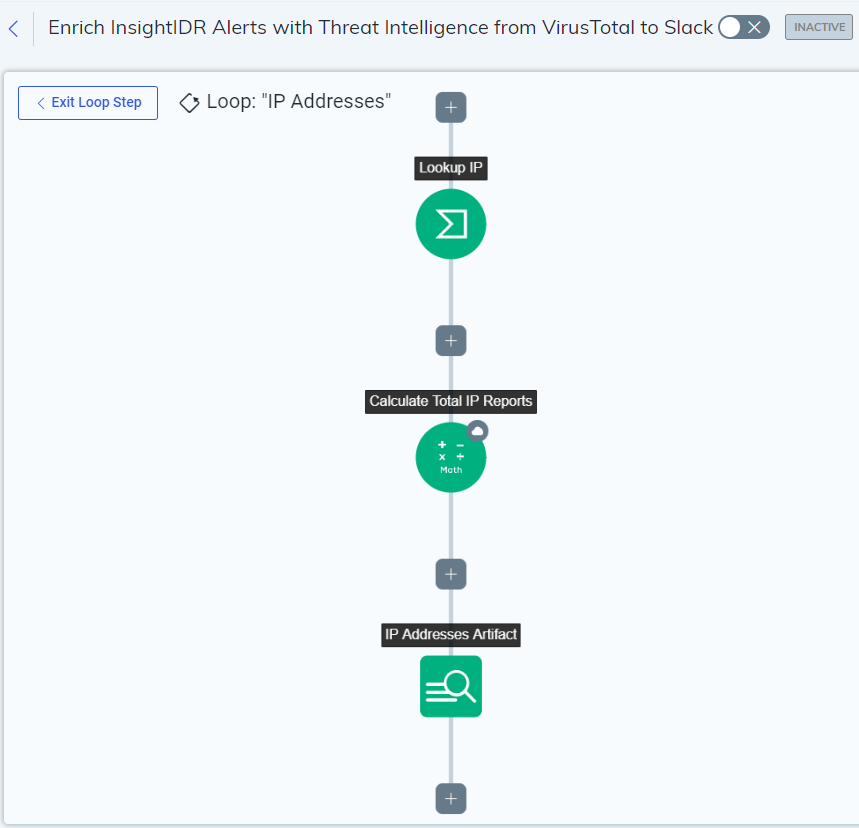 Enrich InsightIDR Alerts with Threat Intelligence from VirusTotal to Slack
INACTIVE
Exit Loop Step
Loop: "IP Addresses"
Lookup IP
Calculate Total IP Reports
Math
IP Addresses Artifact